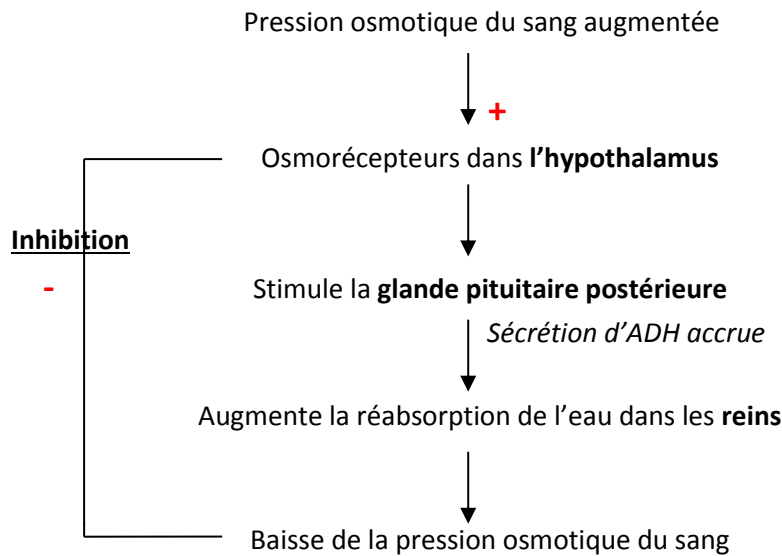 Pression osmotique du sang augmentée
+
Osmorécepteurs dans l’hypothalamus
Inhibition
-
Stimule la glande pituitaire postérieure
Sécrétion d’ADH accrue
Augmente la réabsorption de l’eau dans les reins
Baisse de la pression osmotique du sang